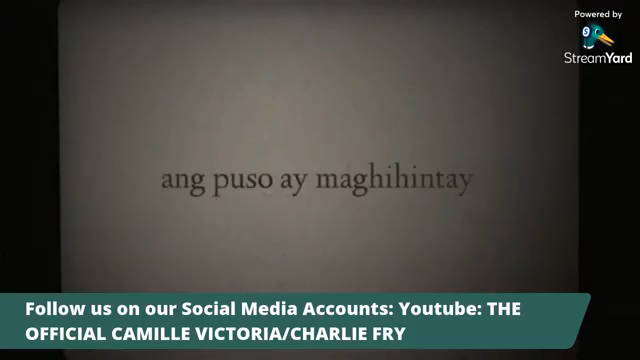 Powered by
StreamYard
ang puso ay maghihintay
Follow us on our Social Media Accounts: Youtube: THE
OFFICIAL CAMILLE VICTORIA/CHARLIE FRY